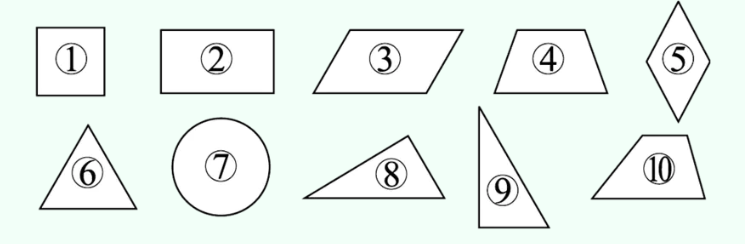 ① ② ③ ④ ⑤
⑥ ⑦ ⑧ ⑨ ⑩